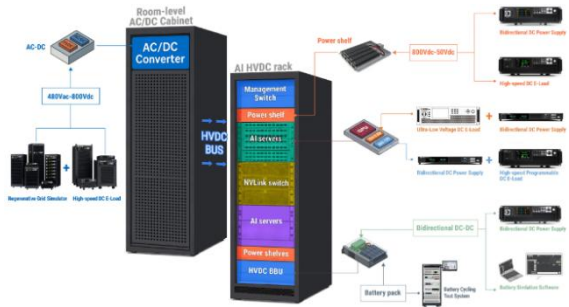 Room-level
AC/DC Cabinet
AC-DC
AC/DC
Converter
480Vac-800Vdc
Regenerative Grid Simulator
+
High-speed DC E-Load
HVDC
BUS
AI HVDC rack
Management
Switch
Power shelf
AI servers
NVLink switch
AI servers
Power shelves
HVDC BBU
Power shelf
800Vdc-50Vdc
Bidirectional DC Power Supply
High-speed DC E-Load
Ultra-Low Voltage DC E-Load
+
Bidirectional DC Power Supply
Bidirectional DC Power Supply
+
High-speed Programmable
DC E-Load
Bidirectional DC-DC
Bidirectional DC Power Supply
Battery Simulation Software
Battery pack
Battery Cycling
Test System